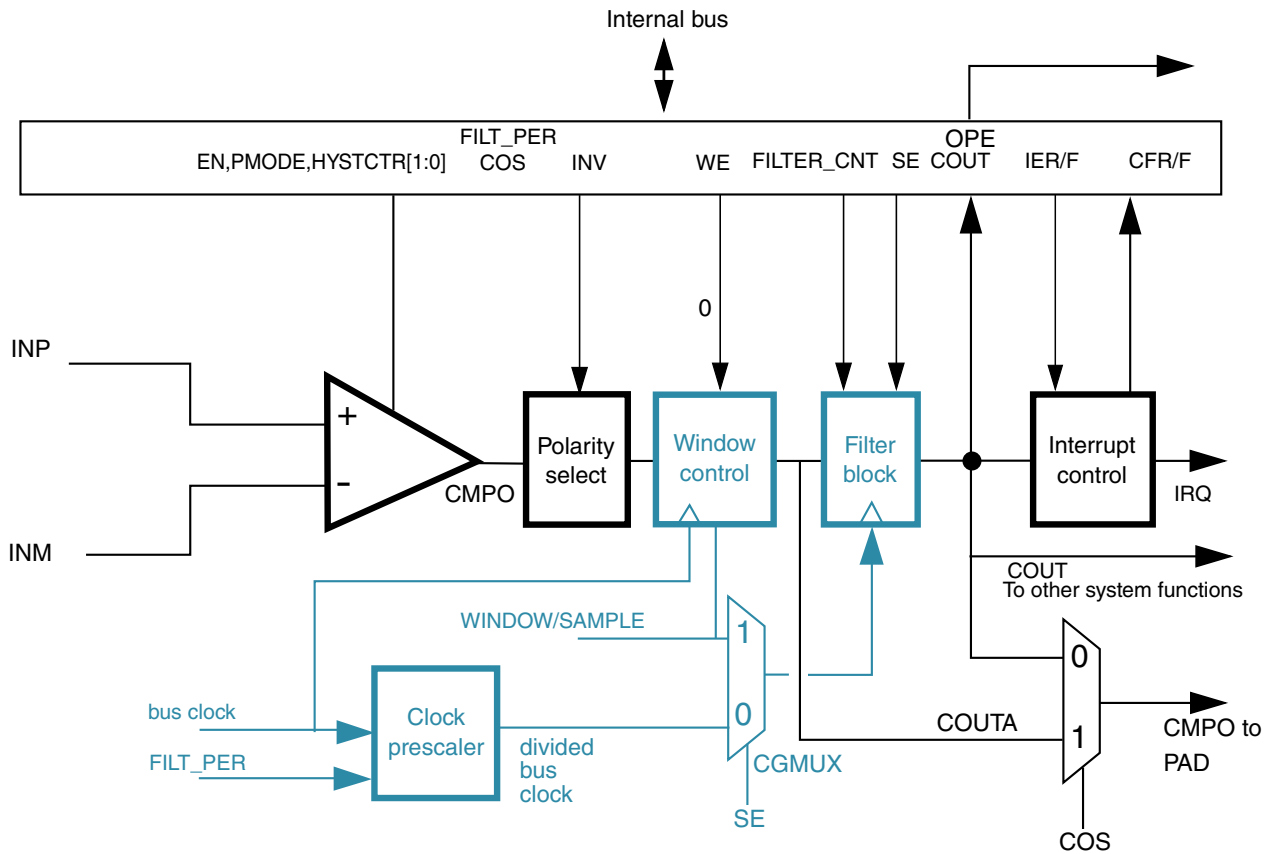 Internal bus
FILT_PER
OPE
EN,PMODE,HYSTCTR[1:0]
COS
INV
WE
FILTER_CNT
SE
COUT
IER/F
CFR/F
0
INP
+
-
INM
CMPO
Polarity
select
Window
control
Filter
block
Interrupt
control
IRQ
COUT
To other system functions
WINDOW/SAMPLE
1
0
bus clock
FILT_PER
Clock
prescaler
divided
bus
clock
CGMUX
SE
COUTA
0
1
CMPO to
PAD
COS